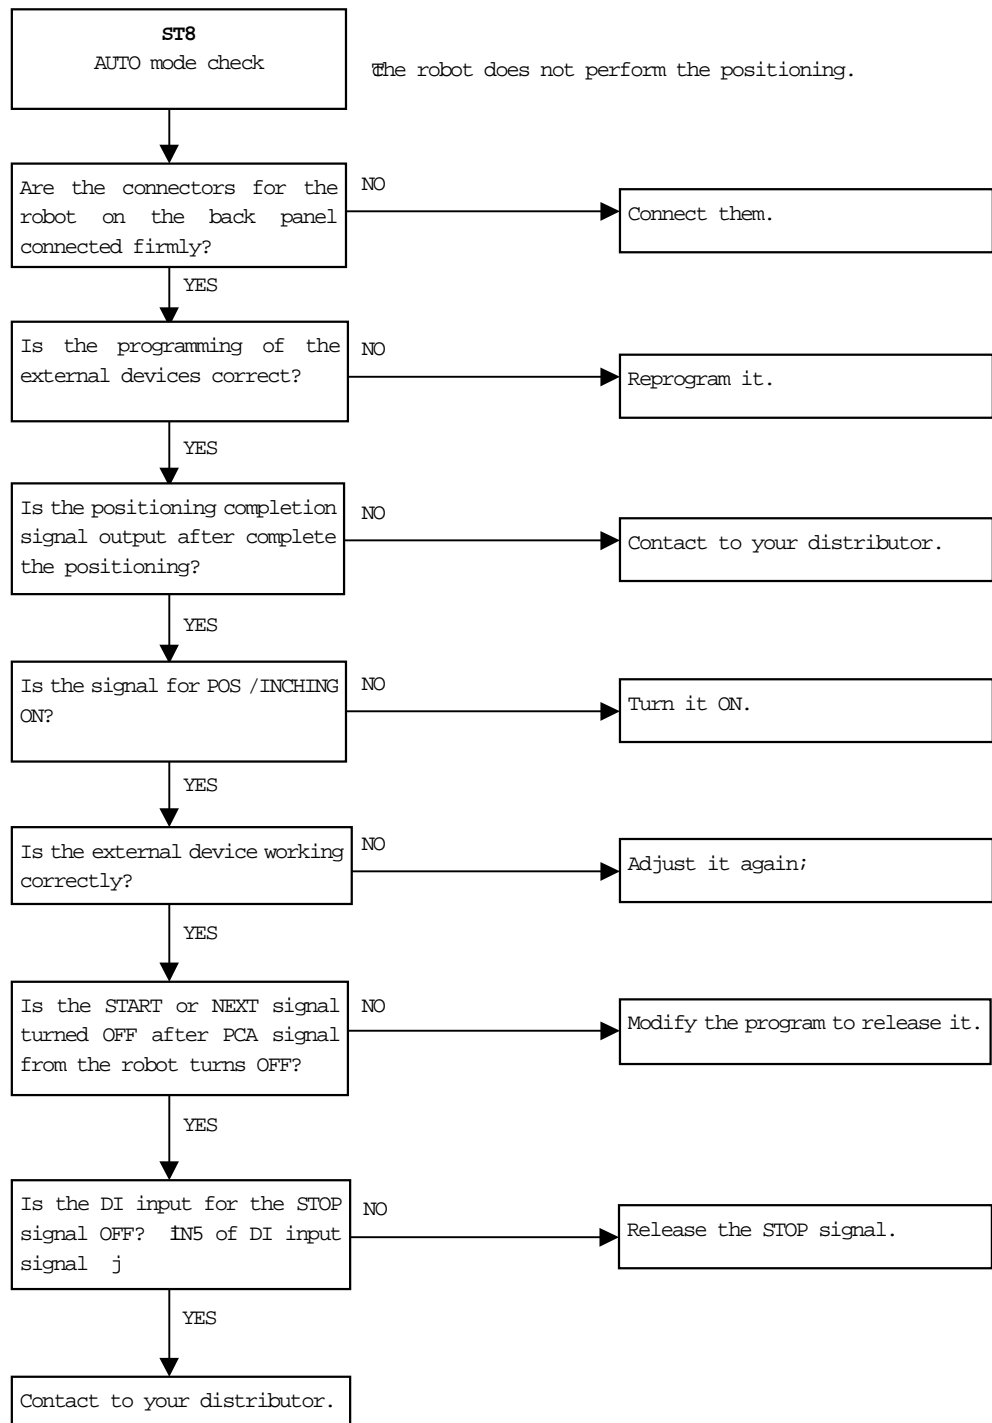 ST8
AUTO mode check
The robot does not perform the positioning.
Are the connectors for the
robot on the back panel
connected firmly?
NO
Connect them.
YES
Is the programming of the
external devices correct?
NO
Reprogram it.
YES
Is the positioning completion
signal output after complete
the positioning?
NO
Contact to your distributor.
YES
Is the signal for POS /INCHING
ON?
NO
Turn it ON.
YES
Is the external device working
correctly?
NO
Adjust it again;
YES
Is the START or NEXT signal
turned OFF after PCA signal
from the robot turns OFF?
NO
Modify the program to release it.
YES
Is the DI input for the STOP
signal OFF? IN5 of DI input
signal j
NO
Release the STOP signal.
YES
Contact to your distributor.